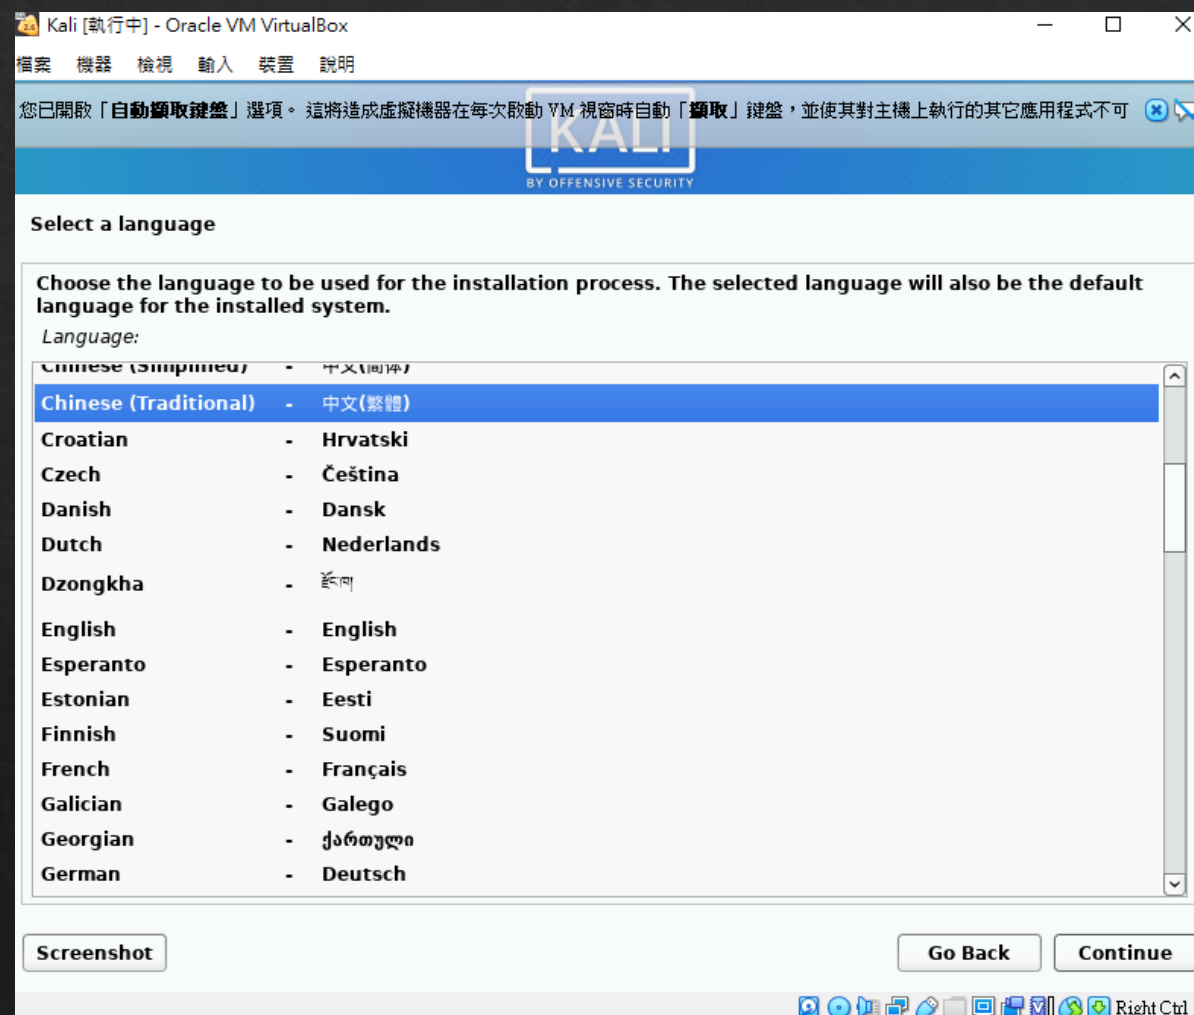 Kali [執行中] - Oracle VM VirtualBox
檔案 機器 檢視 輸入 裝置 說明
您已開啟「自動擷取鍵盤」選項。 這將造成虛擬機器在每次啟動 VM 視窗時自動「擷取」鍵盤，並使其對主機上執行的其它應用程式不可
KALI
BY OFFENSIVE SECURITY
Select a language
Choose the language to be used for the installation process. The selected language will also be the default
language for the installed system.
Language:
Chinese (Simplified) - 中文(简体)
Chinese (Traditional) - 中文(繁體)
Croatian - Hrvatski
Czech - Čeština
Danish - Dansk
Dutch - Nederlands
Dzongkha - རྫོང་ཁ།
English - English
Esperanto - Esperanto
Estonian - Eesti
Finnish - Suomi
French - Français
Galician - Galego
Georgian - ქართული
German - Deutsch
Screenshot Go Back Continue
Right Ctrl